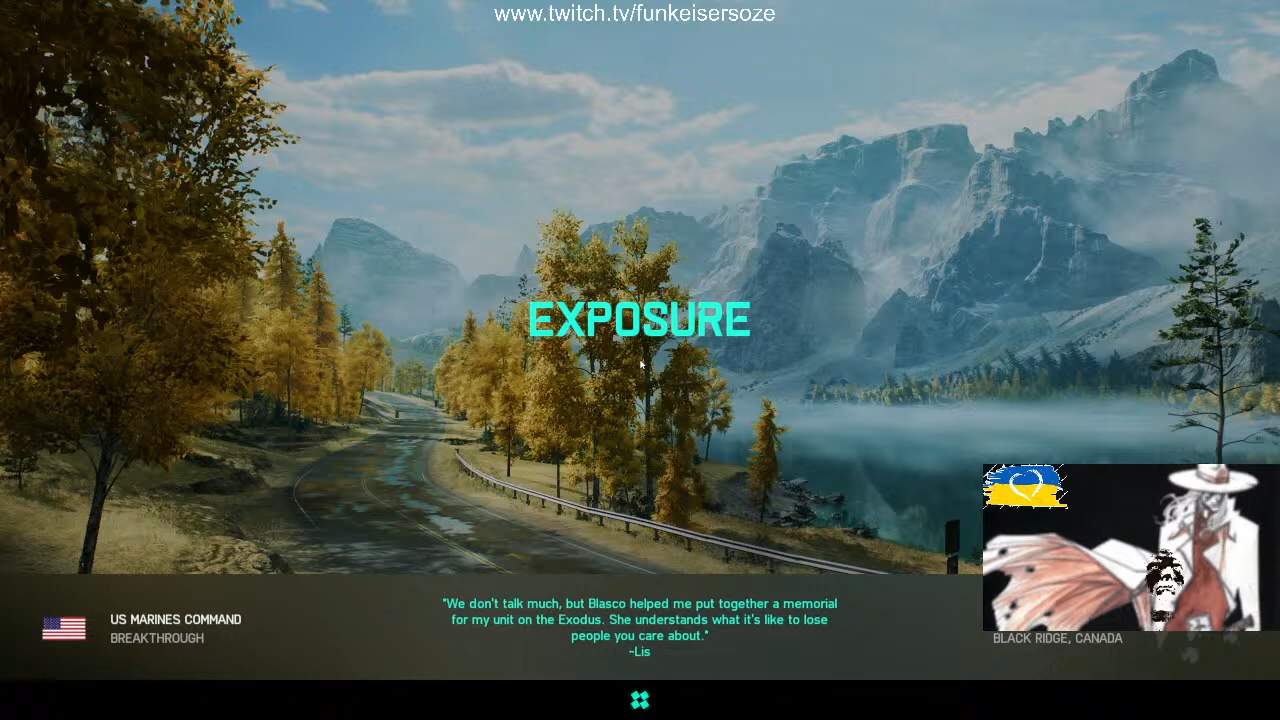 www.twitch.tv/funkeisersoze
EXPOSURE
US MARINES COMMAND
BREAKTHROUGH
"We don't talk much, but Blasco helped me put together a memorial
for my unit on the Exodus. She understands what it's like to lose
people you care about."
~Lis
BLACK RIDGE, CANADA